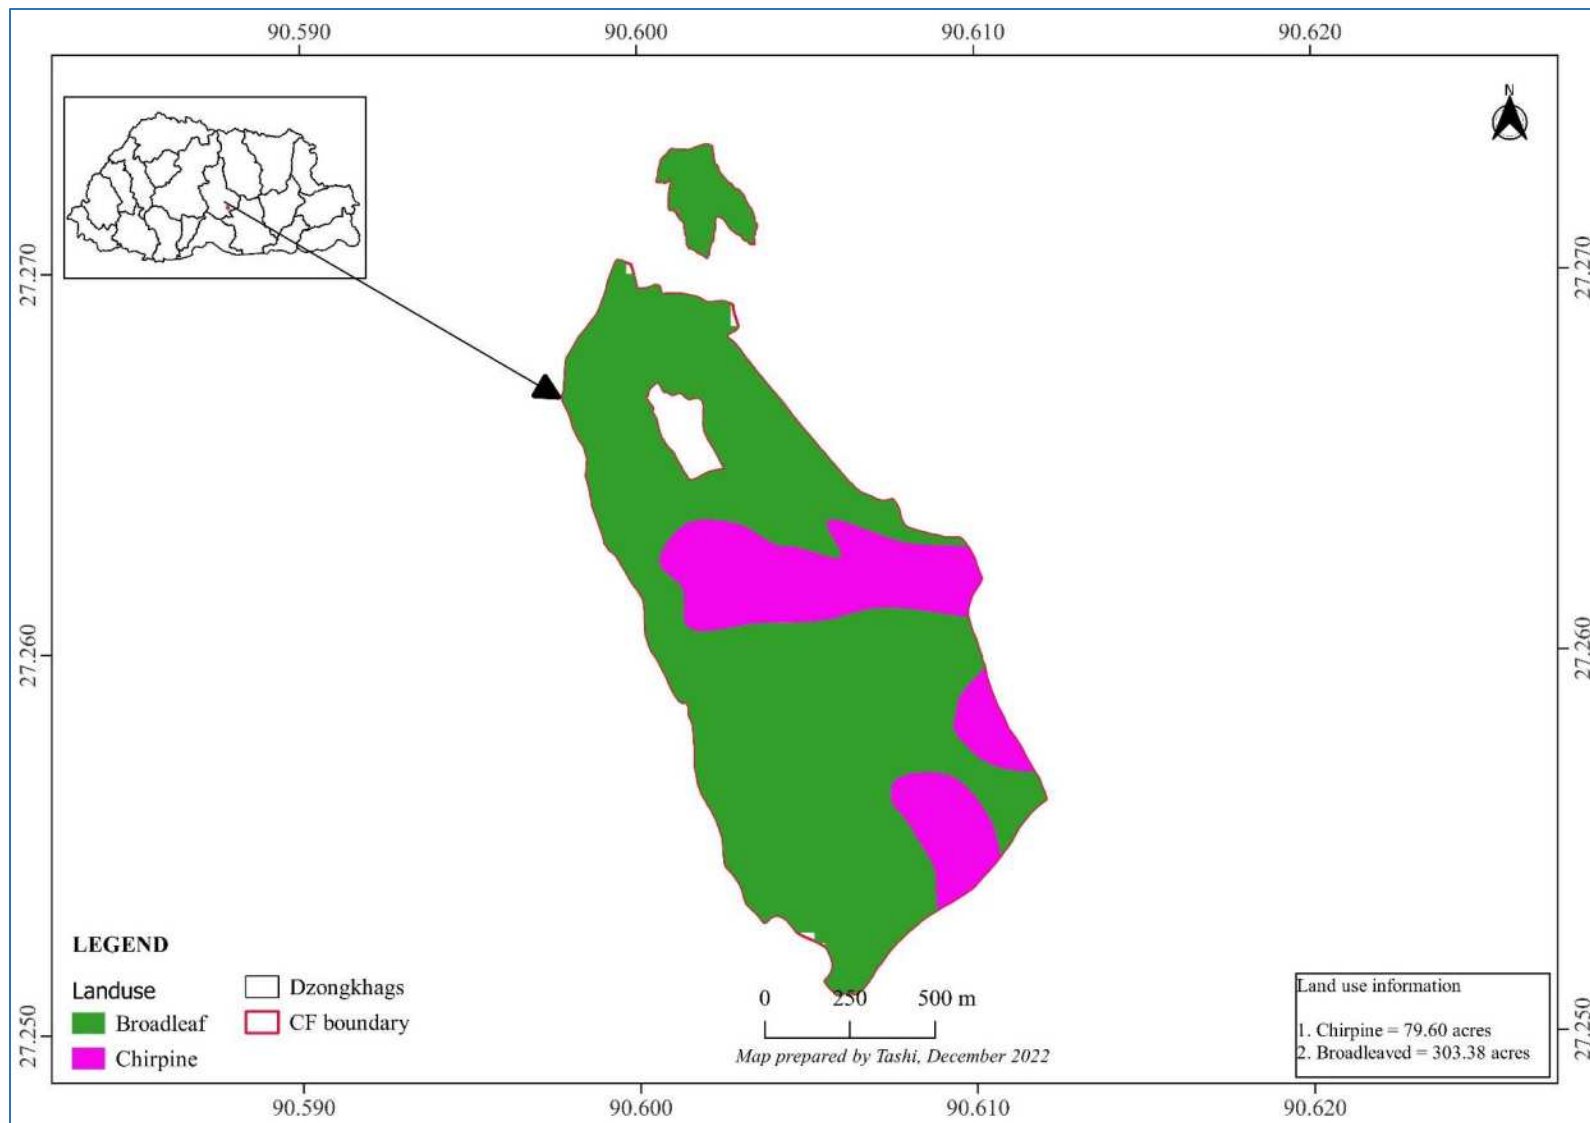 90.590 90.600 90.610 90.620
N
27.270 27.270
27.260 27.260
27.250 27.250
LEGEND
Landuse
Broadleaf
Chirpine
Dzongkhags
CF boundary
0 250 500 m
Map prepared by Tashi, December 2022
Land use information
1. Chirpine = 79.60 acres
2. Broadleaved = 303.38 acres
90.590 90.600 90.610 90.620